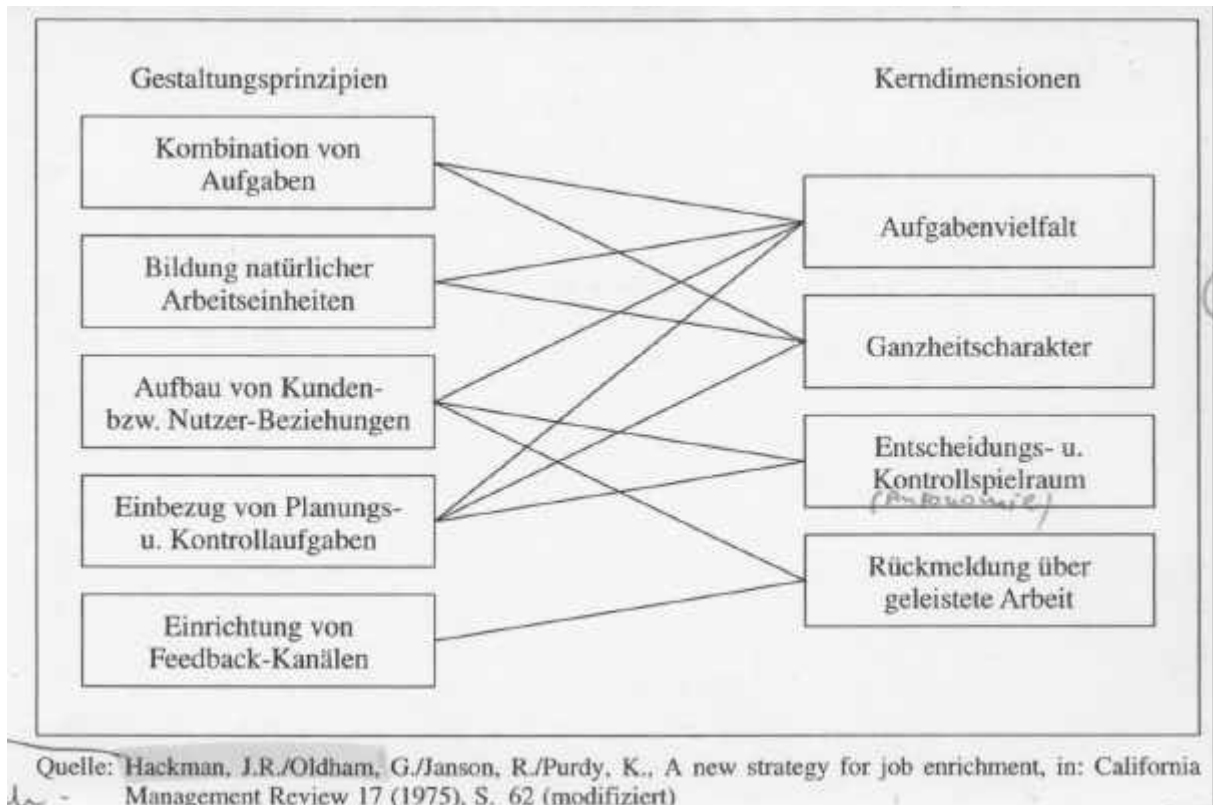 Gestaltungsprinzipien
Kombination von
Aufgaben
Bildung natürlicher
Arbeitseinheiten
Aufbau von Kunden-
bzw. Nutzer-Beziehungen
Einbezug von Planungs-
u. Kontrollaufgaben
Einrichtung von
Feedback-Kanälen
Kerndimensionen
Aufgabenvielfalt
Ganzheitscharakter
Entscheidungs- u.
Kontrollspielraum
(Autonomie)
Rückmeldung über
geleistete Arbeit
Quelle: Hackman, J.R./Oldham, G./Janson, R./Purdy, K., A new strategy for job enrichment, in: California
Management Review 17 (1975), S. 62 (modifiziert)